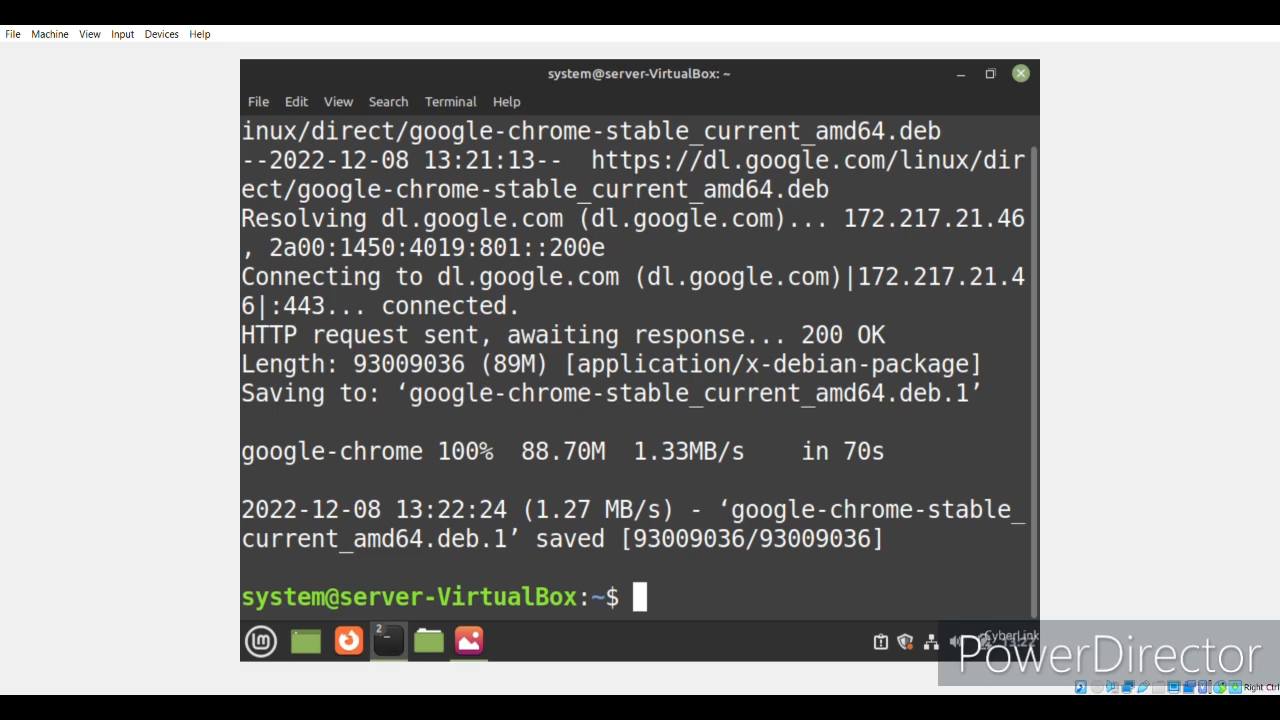 File Machine View Input Devices Help
system@server-VirtualBox: ~
File Edit View Search Terminal Help
inux/direct/google-chrome-stable_current_amd64.deb
--2022-12-08 13:21:13--  https://dl.google.com/linux/dir
ect/google-chrome-stable_current_amd64.deb
Resolving dl.google.com (dl.google.com)... 172.217.21.46
, 2a00:1450:4019:801::200e
Connecting to dl.google.com (dl.google.com)|172.217.21.4
6|:443... connected.
HTTP request sent, awaiting response... 200 OK
Length: 93009036 (89M) [application/x-debian-package]
Saving to: ‘google-chrome-stable_current_amd64.deb.1’
google-chrome 100%  88.70M  1.33MB/s    in 70s
2022-12-08 13:22:24 (1.27 MB/s) - ‘google-chrome-stable_
current_amd64.deb.1’ saved [93009036/93009036]
system@server-VirtualBox:~$
2
13:22
CyberLink
PowerDirector
Right Ctrl